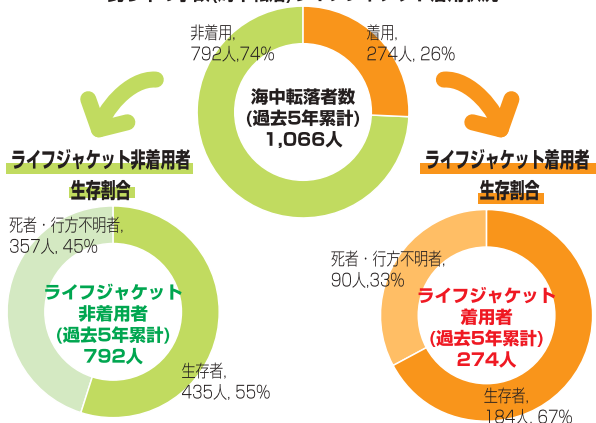 非着用,
792人,74%
着用,
274人, 26%
海中転落者数
(過去5年累計)
1,066人
ライフジャケット非着用者
生存割合
ライフジャケット着用者
生存割合
死者・行方不明者,
357人, 45%
ライフジャケット
非着用者
(過去5年累計)
792人
生存者,
435人, 55%
死者・行方不明者,
90人,33%
ライフジャケット
着用者
(過去5年累計)
274人
生存者,
184人, 67%